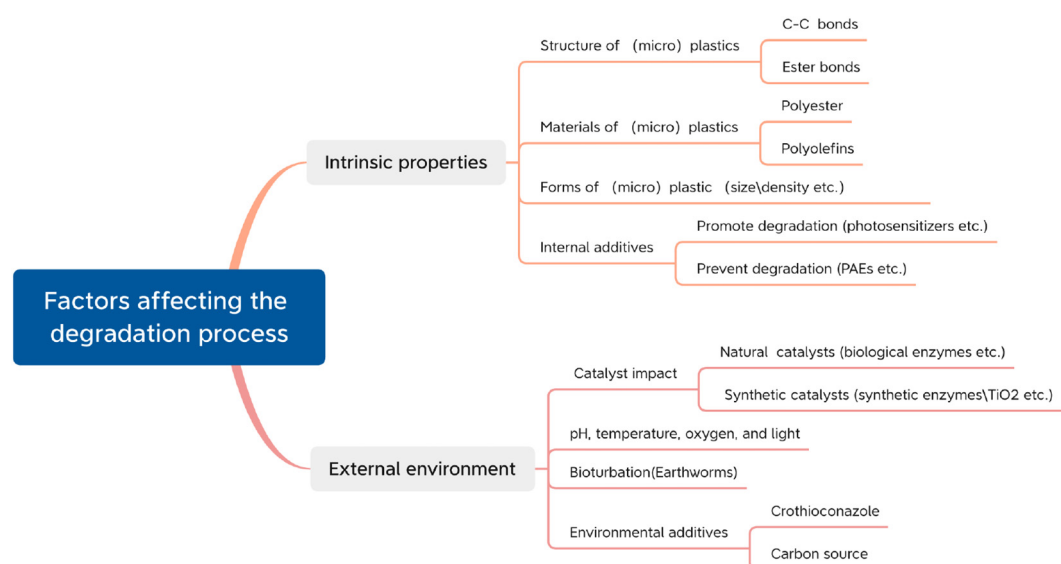 Factors affecting the
degradation process
Intrinsic properties
Structure of (micro) plastics
C-C bonds
Ester bonds
Materials of (micro) plastics
Polyester
Polyolefins
Forms of (micro) plastic (size\density etc.)
Internal additives
Promote degradation (photosensitizers etc.)
Prevent degradation (PAEs etc.)
External environment
Catalyst impact
Natural catalysts (biological enzymes etc.)
Synthetic catalysts (synthetic enzymes\TiO2 etc.)
pH, temperature, oxygen, and light
Bioturbation(Earthworms)
Environmental additives
Crothioconazole
Carbon source